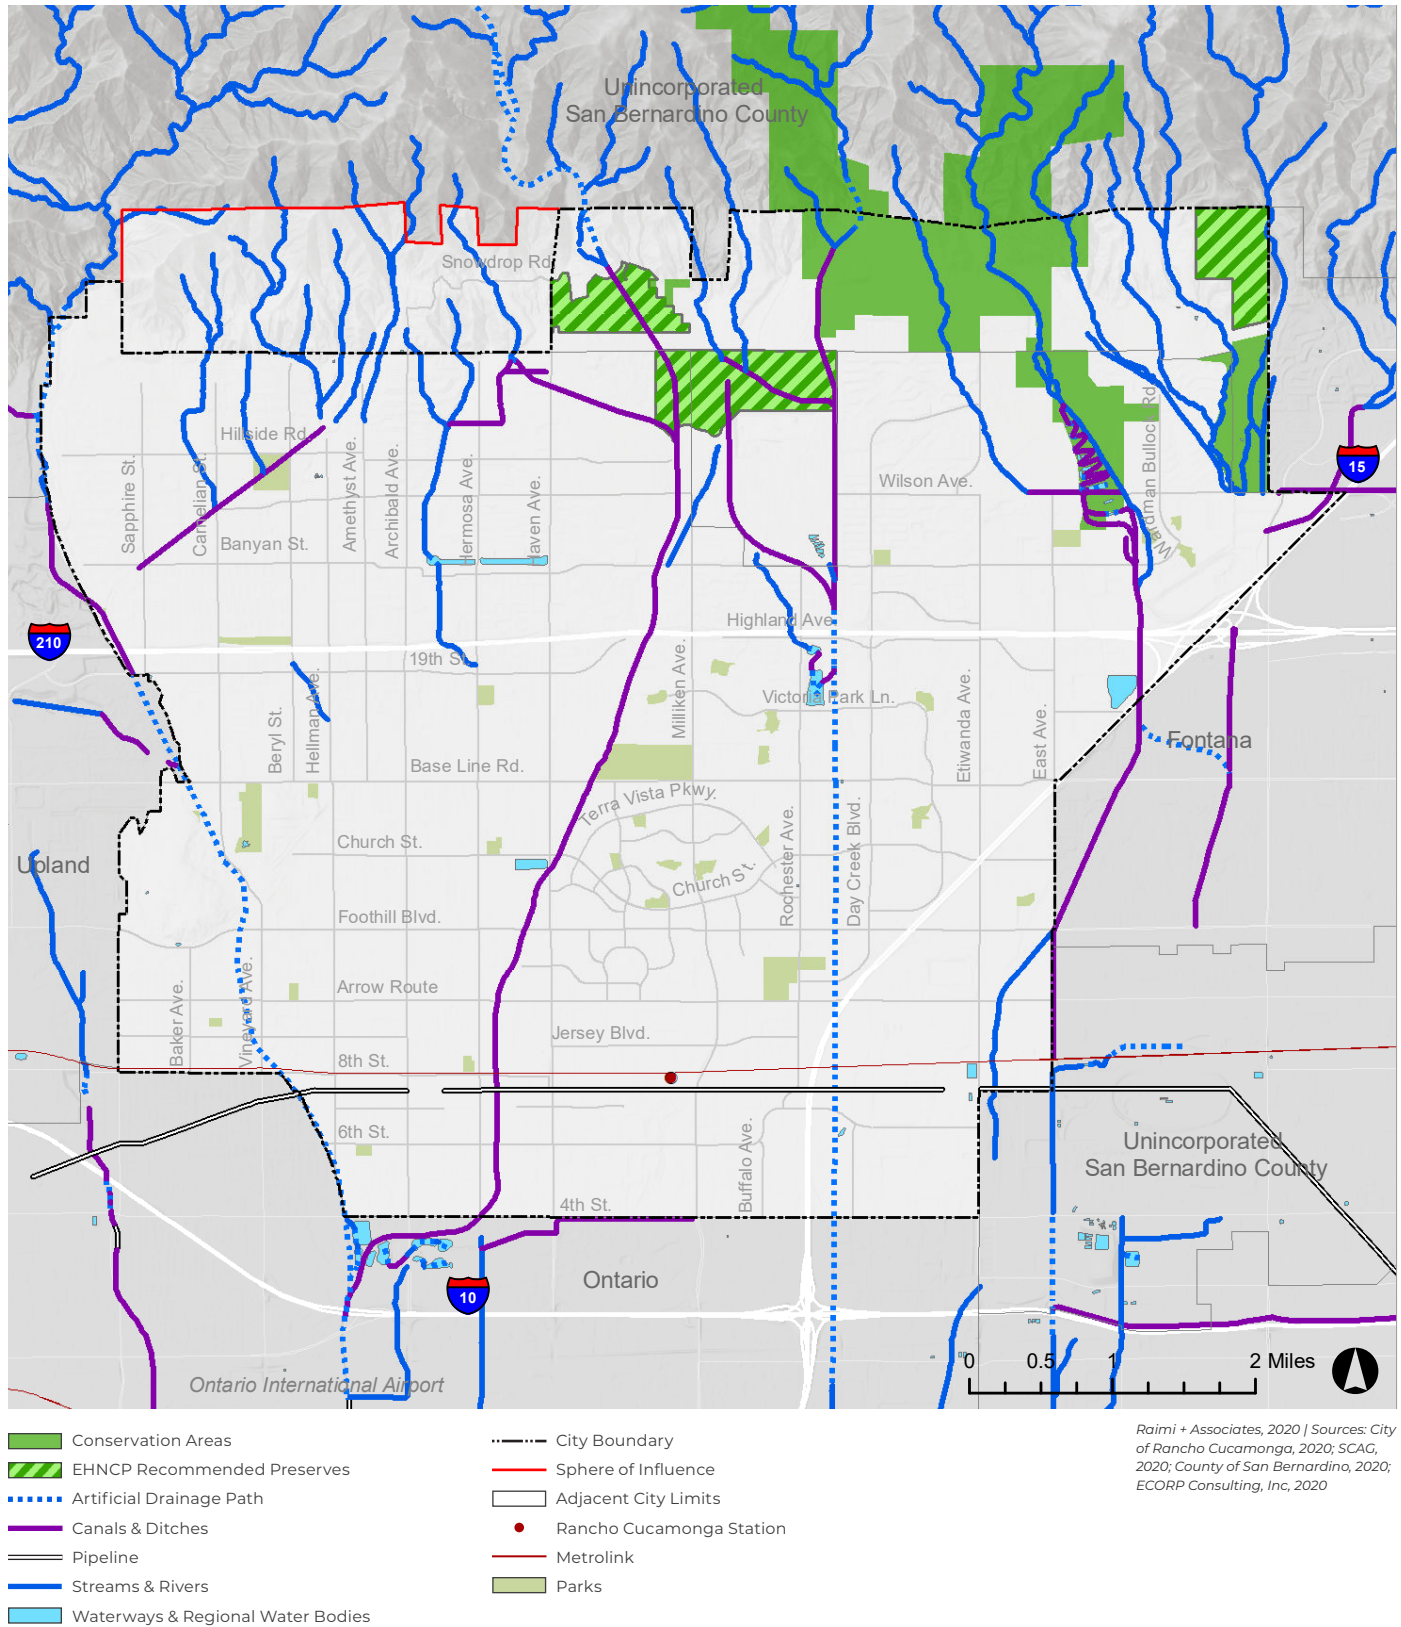 Unincorporated
San Bernardino County
Snowdrop Rd.
Hillside Rd.
Sapphire St.
Carnelian St.
Amethyst Ave.
Archibald Ave.
Hermosa Ave.
Haven Ave.
Banyan St.
Wilson Ave.
Wardman Bullock Rd.
15
210
19th St.
Highland Ave.
Milliken Ave.
Victoria Park Ln.
Beryl St.
Hellman Ave.
Etiwanda Ave.
East Ave.
Fontana
Base Line Rd.
Terra Vista Pkwy.
Church St.
Church St.
Rochester Ave.
Day Creek Blvd.
Upland
Foothill Blvd.
Baker Ave.
Vineyard Ave.
Arrow Route
Jersey Blvd.
8th St.
6th St.
Buffalo Ave.
Unincorporated
San Bernardino County
4th St.
Ontario
10
Ontario International Airport
0 0.5 1 2 Miles
Conservation Areas
EHNCP Recommended Preserves
Artificial Drainage Path
Canals & Ditches
Pipeline
Streams & Rivers
Waterways & Regional Water Bodies
City Boundary
Sphere of Influence
Adjacent City Limits
Rancho Cucamonga Station
Metrolink
Parks
Raimi + Associates, 2020 | Sources: City
of Rancho Cucamonga, 2020; SCAG,
2020; County of San Bernardino, 2020;
ECORP Consulting, Inc, 2020